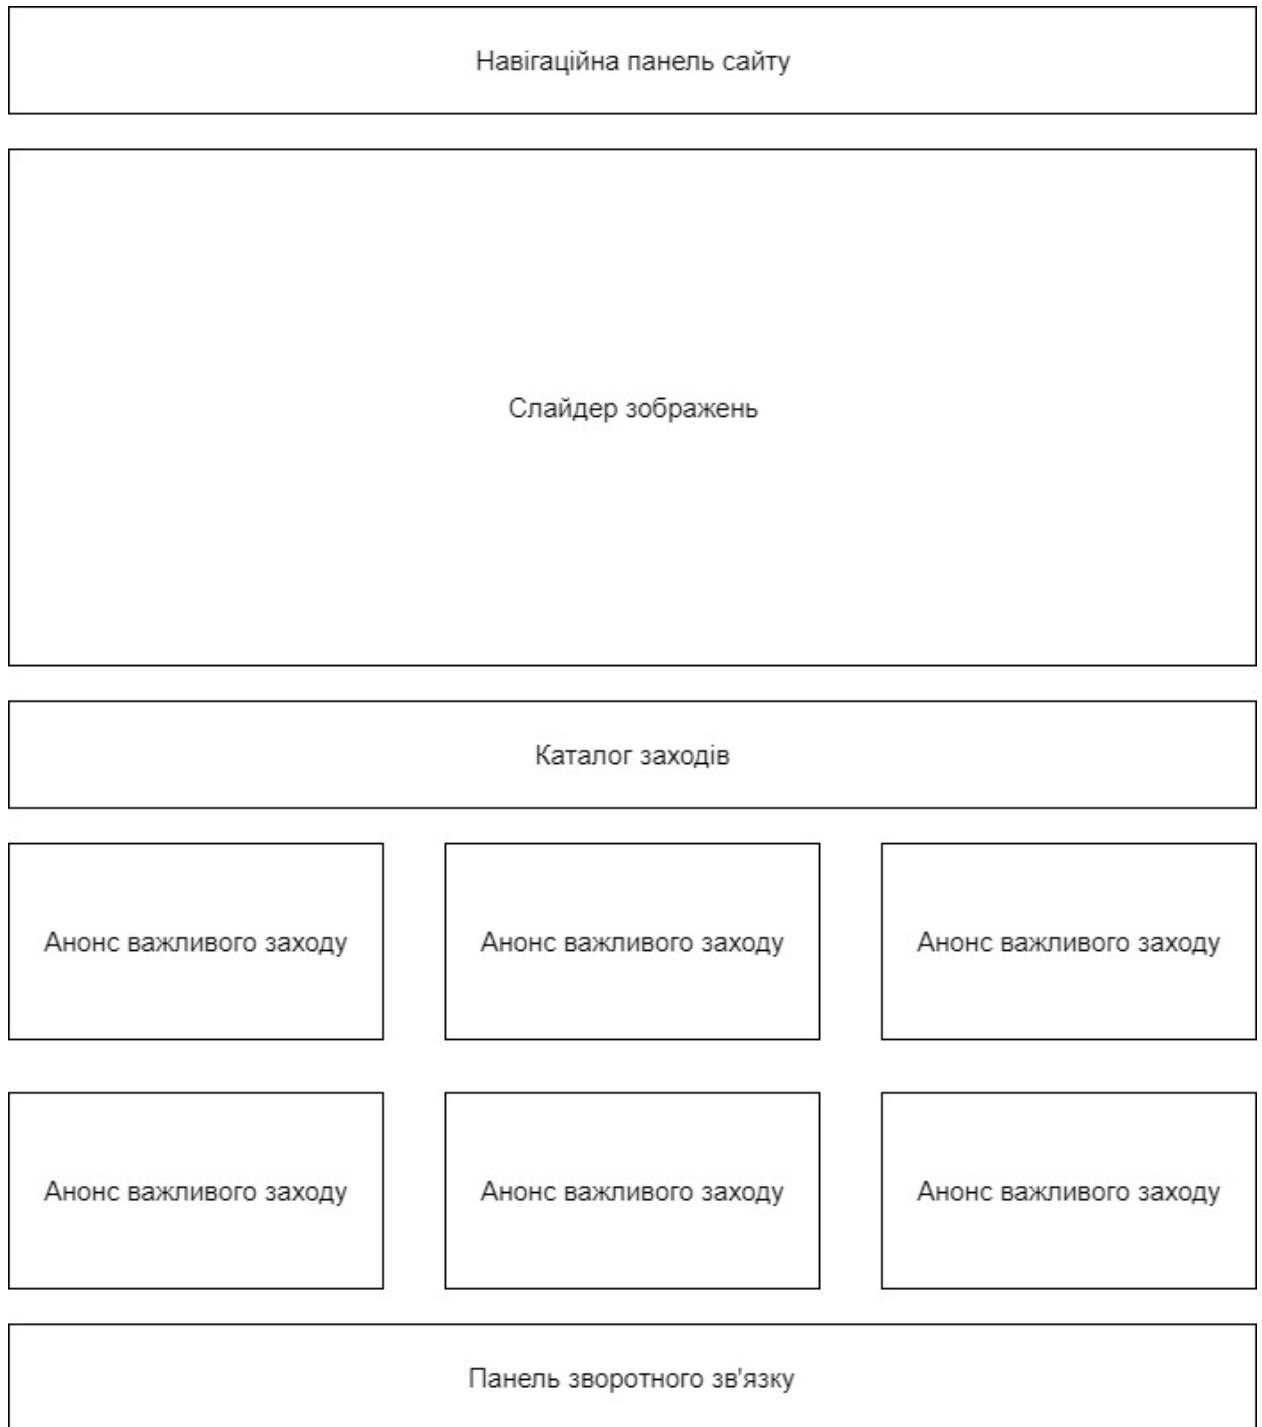 Навігаційна панель сайту
Слайдер зображень
Каталог заходів
Анонс важливого заходу
Анонс важливого заходу
Анонс важливого заходу
Анонс важливого заходу
Анонс важливого заходу
Анонс важливого заходу
Панель зворотного зв'язку